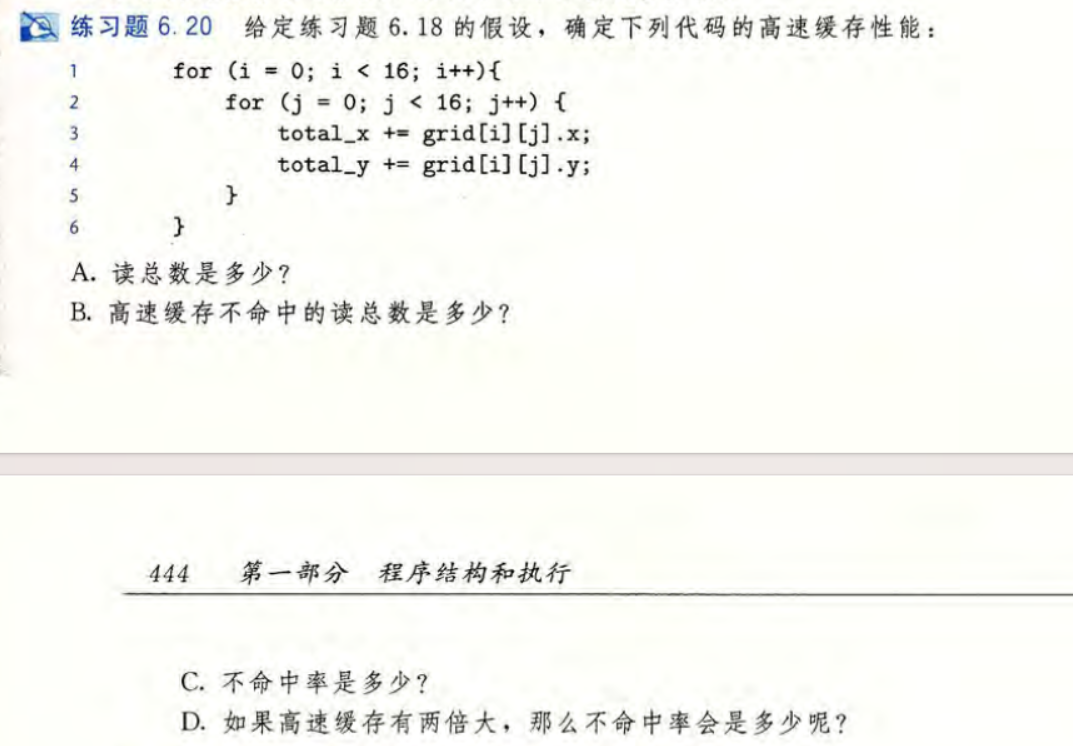 练习题 6.20 给定练习题 6.18 的假设，确定下列代码的高速缓存性能：
1 for (i = 0; i < 16; i++){
2 for (j = 0; j < 16; j++) {
3 total_x += grid[i][j].x;
4 total_y += grid[i][j].y;
5 }
6 }
A. 读总数是多少？
B. 高速缓存不命中的读总数是多少？
444 第一部分 程序结构和执行
C. 不命中率是多少？
D. 如果高速缓存有两倍大，那么不命中率会是多少呢？